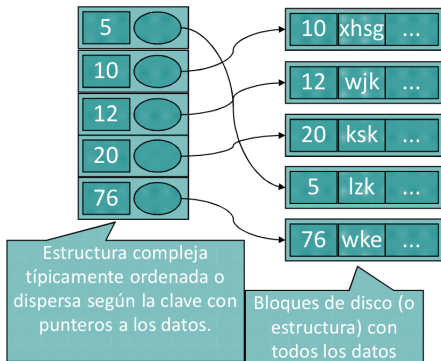 5
10
12
20
76
10 xhsg ...
12 wjk ...
20 ksk ...
5 lzk ...
76 wke ...
Estructura compleja
típicamente ordenada o
dispersa según la clave con
punteros a los datos.
Bloques de disco (o
estructura) con
todos los datos